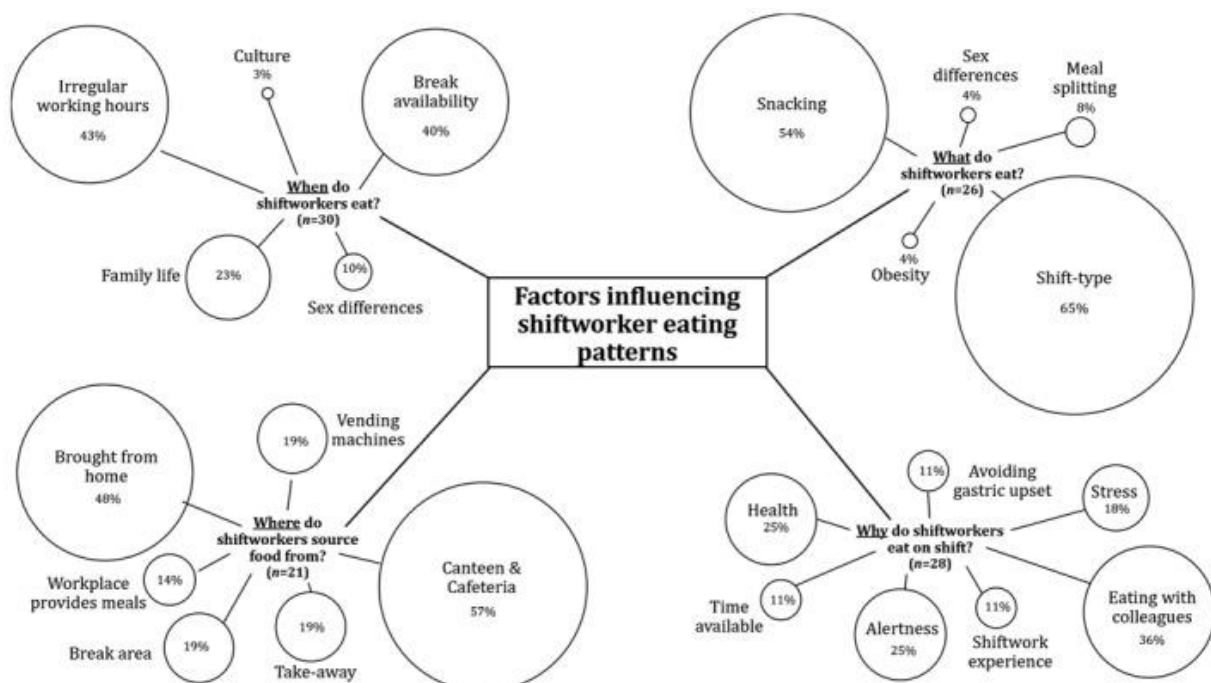 Irregular
working hours
43%
Culture
3%
Break
availability
40%
When do
shiftworkers eat?
(n=30)
Family life
23%
10%
Sex differences
Snacking
54%
Sex
differences
4%
Meal
splitting
8%
What do
shiftworkers eat?
(n=26)
4%
Obesity
Shift-type
65%
Factors influencing
shiftworker eating
patterns
Brought from
home
48%
19%
Vending
machines
Where do
shiftworkers source
food from?
(n=21)
Workplace
provides meals
14%
Break area
19%
19%
Take-away
Canteen &
Cafeteria
57%
Health
25%
11%
Avoiding
gastric upset
Stress
18%
Why do shiftworkers
eat on shift?
(n=28)
Time
available
11%
Alertness
25%
11%
Shiftwork
experience
Eating with
colleagues
36%